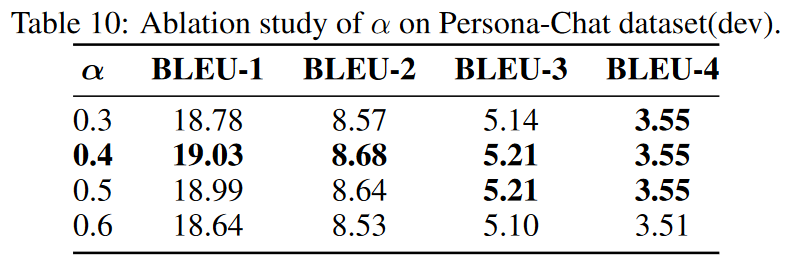 Table 10: Ablation study of α on Persona-Chat dataset(dev).
α BLEU-1 BLEU-2 BLEU-3 BLEU-4
0.3 18.78 8.57 5.14 3.55
0.4 19.03 8.68 5.21 3.55
0.5 18.99 8.64 5.21 3.55
0.6 18.64 8.53 5.10 3.51